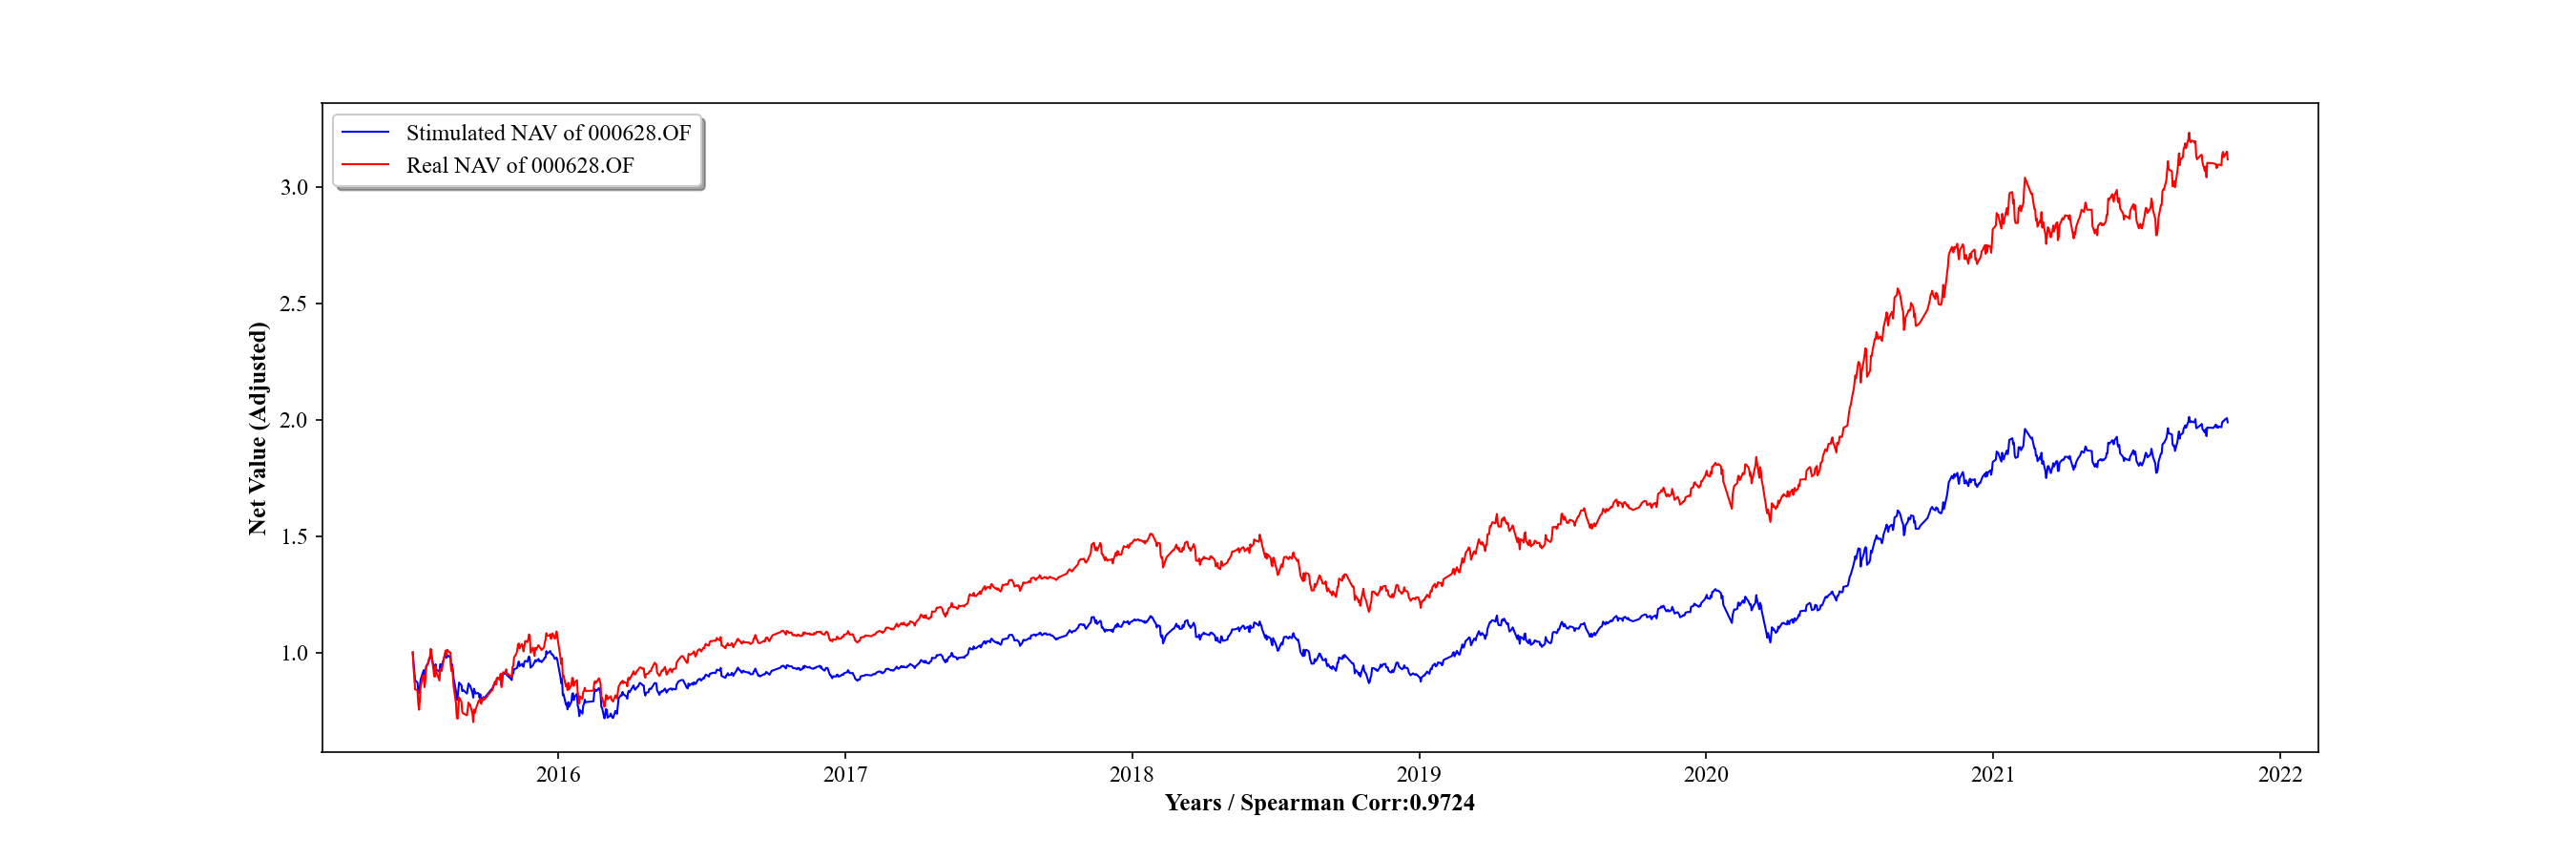 Stimulated NAV of 000628.OF
Real NAV of 000628.OF
3.0
2.5
2.0
1.5
1.0
Net Value (Adjusted)
2016 2017 2018 2019 2020 2021 2022
Years / Spearman Corr:0.9724